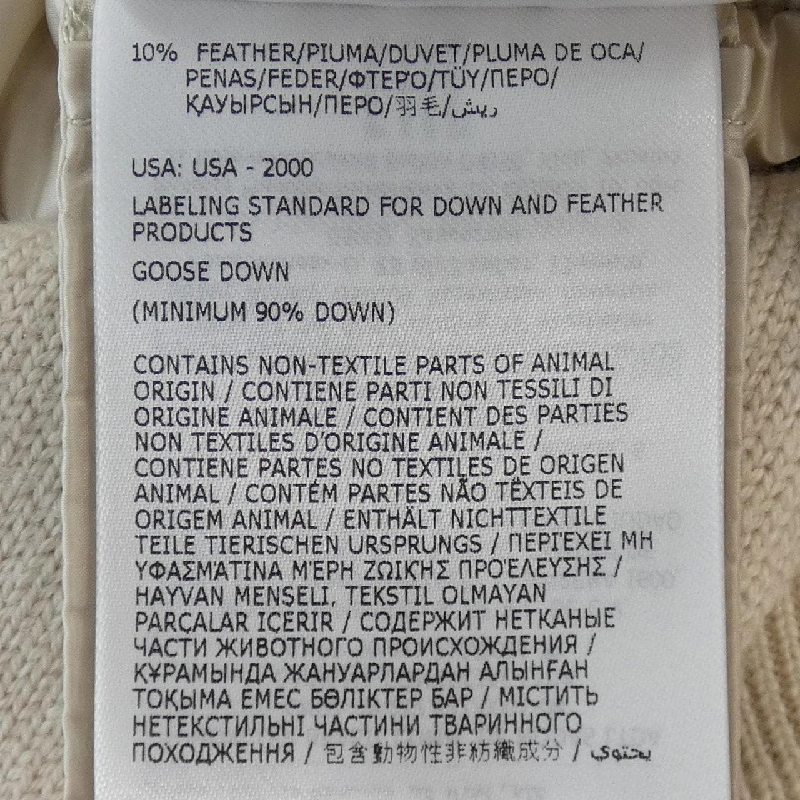 10% FEATHER/PIUMA/DUVET/PLUMA DE OCA/
PENAS/FEDER/ΦΤΕΡΌ/TÜY/ПЕРО/
ҚАУЫРСЫН/ПЕРО/羽毛/ريش
USA: USA - 2000
LABELING STANDARD FOR DOWN AND FEATHER
PRODUCTS
GOOSE DOWN
(MINIMUM 90% DOWN)
CONTAINS NON-TEXTILE PARTS OF ANIMAL
ORIGIN / CONTIENE PARTI NON TESSILI DI
ORIGINE ANIMALE / CONTIENT DES PARTIES
NON TEXTILES D'ORIGINE ANIMALE /
CONTIENE PARTES NO TEXTILES DE ORIGEN
ANIMAL / CONTÉM PARTES NÃO TÊXTEIS DE
ORIGEM ANIMAL / ENTHÄLT NICHTTEXTILE
TEILE TIERISCHEN URSPRUNGS / ΠΕΡΙΈΧΕΙ ΜΗ
ΥΦΑΣΜΆΤΙΝΑ ΜΈΡΗ ΖΩΙΚΉΣ ΠΡΟΈΛΕΥΣΗΣ /
HAYVAN MENŞELİ, TEKSTIL OLMAYAN
PARÇALAR İÇERİR / СОДЕРЖИТ НЕТКАНЫЕ
ЧАСТИ ЖИВОТНОГО ПРОИСХОЖДЕНИЯ /
ҚҰРАМЫНДА ЖАНУАРЛАРДАН АЛЫНҒАН
ТОҚЫМА ЕМЕС БӨЛІКТЕР БАР / МІСТИТЬ
НЕТЕКСТИЛЬНІ ЧАСТИНИ ТВАРИННОГО
ПОХОДЖЕННЯ / 包含動物性非紡織成分 / يحتوي